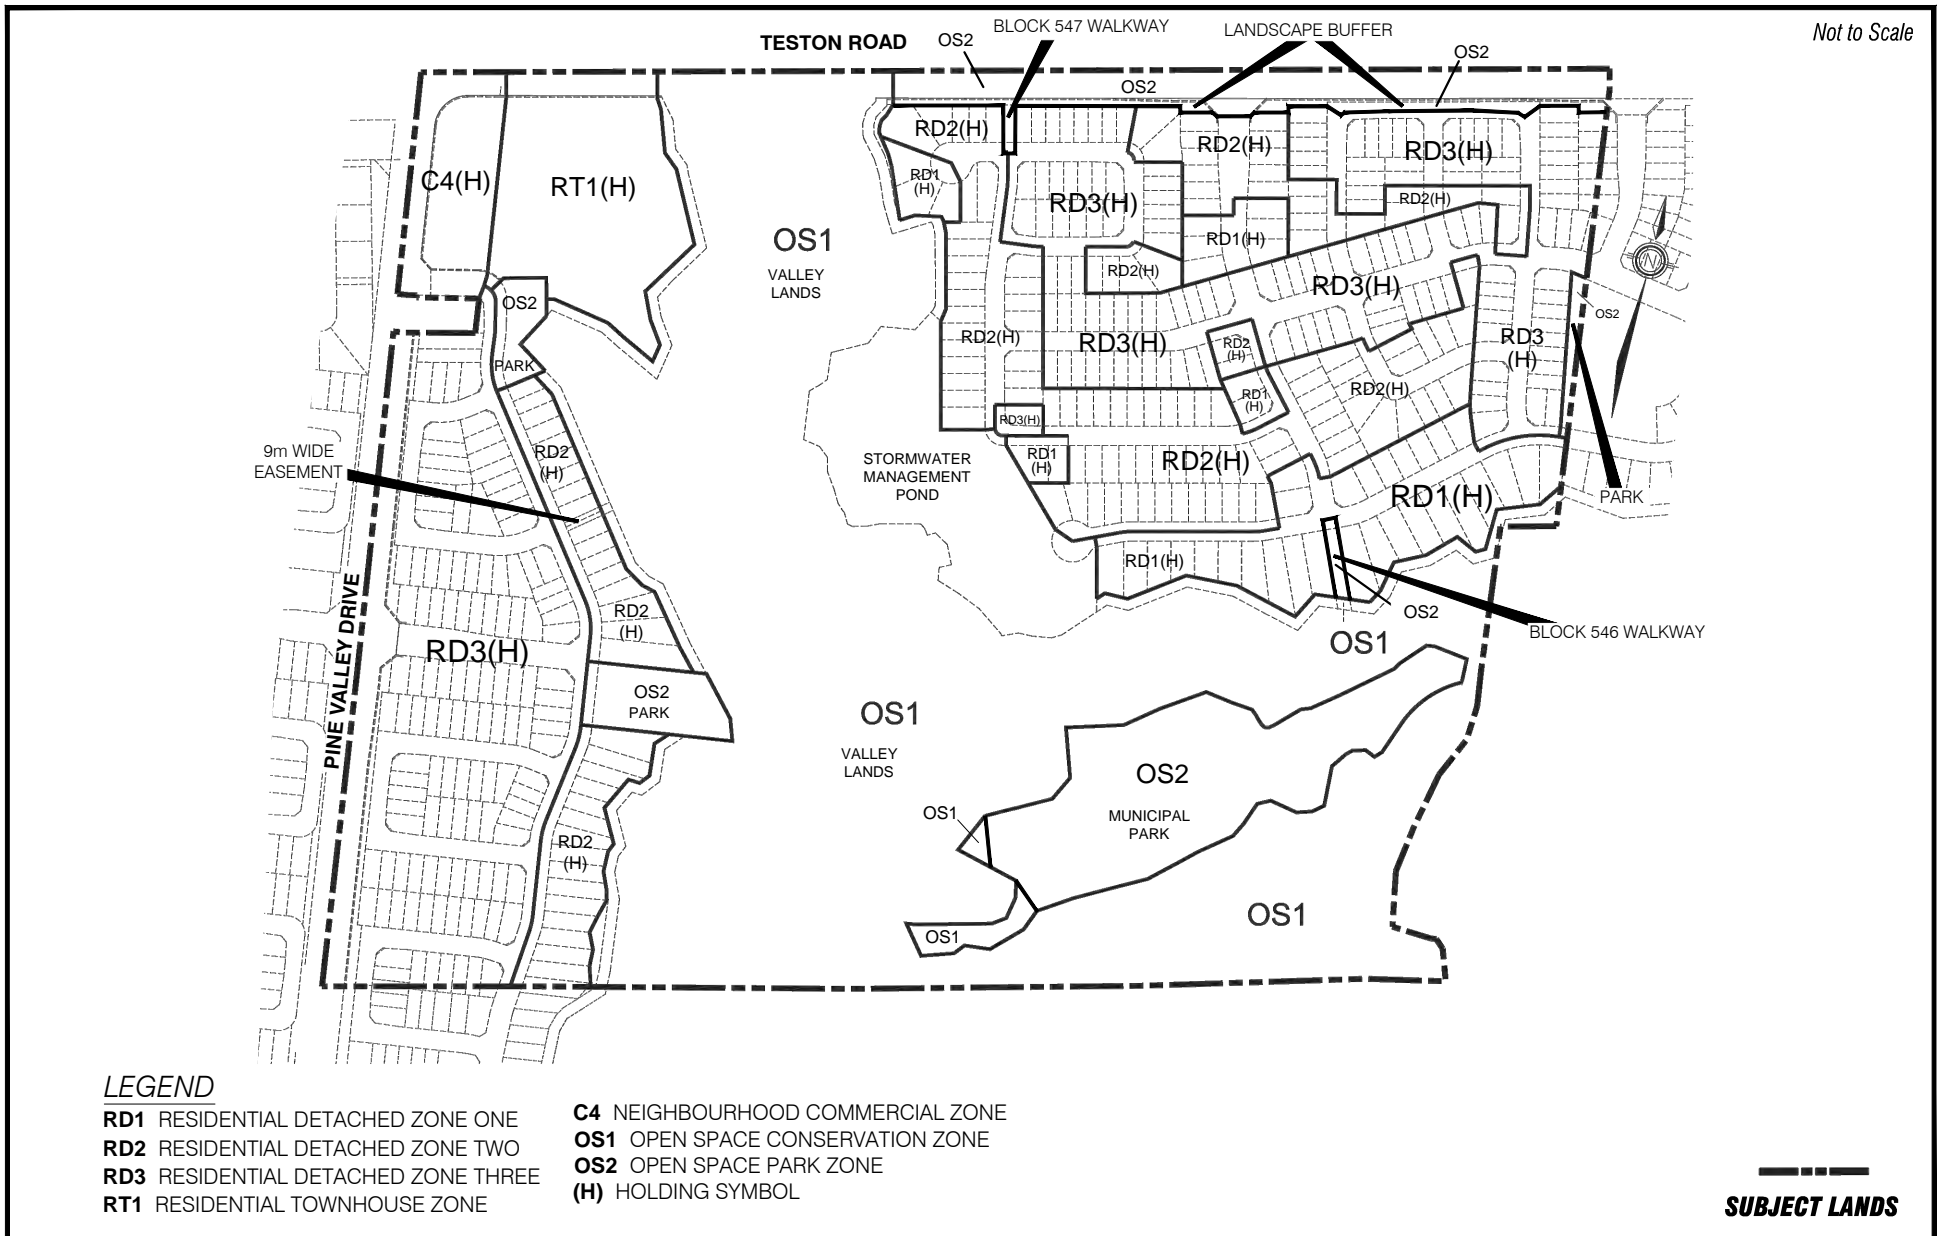 Not to Scale
TESTON ROAD
OS2
BLOCK 547 WALKWAY
LANDSCAPE BUFFER
OS2
OS2
RD2(H)
RD2(H)
RD3(H)
C4(H)
RT1(H)
RD1
(H)
RD3(H)
RD2(H)
OS1
VALLEY
LANDS
RD1(H)
RD2(H)
RD3(H)
N
OS2
OS2
PARK
RD2(H)
RD3(H)
RD2
(H)
RD3
(H)
RD2(H)
RD1
(H)
RD3(H)
9m WIDE
EASEMENT
RD2
(H)
STORMWATER
MANAGEMENT
POND
RD1
(H)
RD2(H)
RD1(H)
PARK
RD1(H)
PINE VALLEY DRIVE
RD2
(H)
OS2
BLOCK 546 WALKWAY
RD3(H)
OS1
OS2
PARK
OS1
VALLEY
LANDS
OS2
MUNICIPAL
PARK
OS1
RD2
(H)
OS1
OS1
LEGEND
RD1 RESIDENTIAL DETACHED ZONE ONE
RD2 RESIDENTIAL DETACHED ZONE TWO
RD3 RESIDENTIAL DETACHED ZONE THREE
RT1 RESIDENTIAL TOWNHOUSE ZONE
C4 NEIGHBOURHOOD COMMERCIAL ZONE
OS1 OPEN SPACE CONSERVATION ZONE
OS2 OPEN SPACE PARK ZONE
(H) HOLDING SYMBOL
SUBJECT LANDS